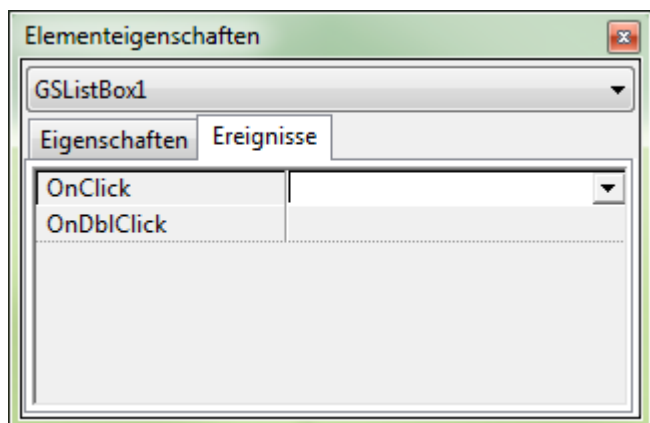 Elementeigenschaften
GSListBox1
Eigenschaften Ereignisse
OnClick
OnDblClick